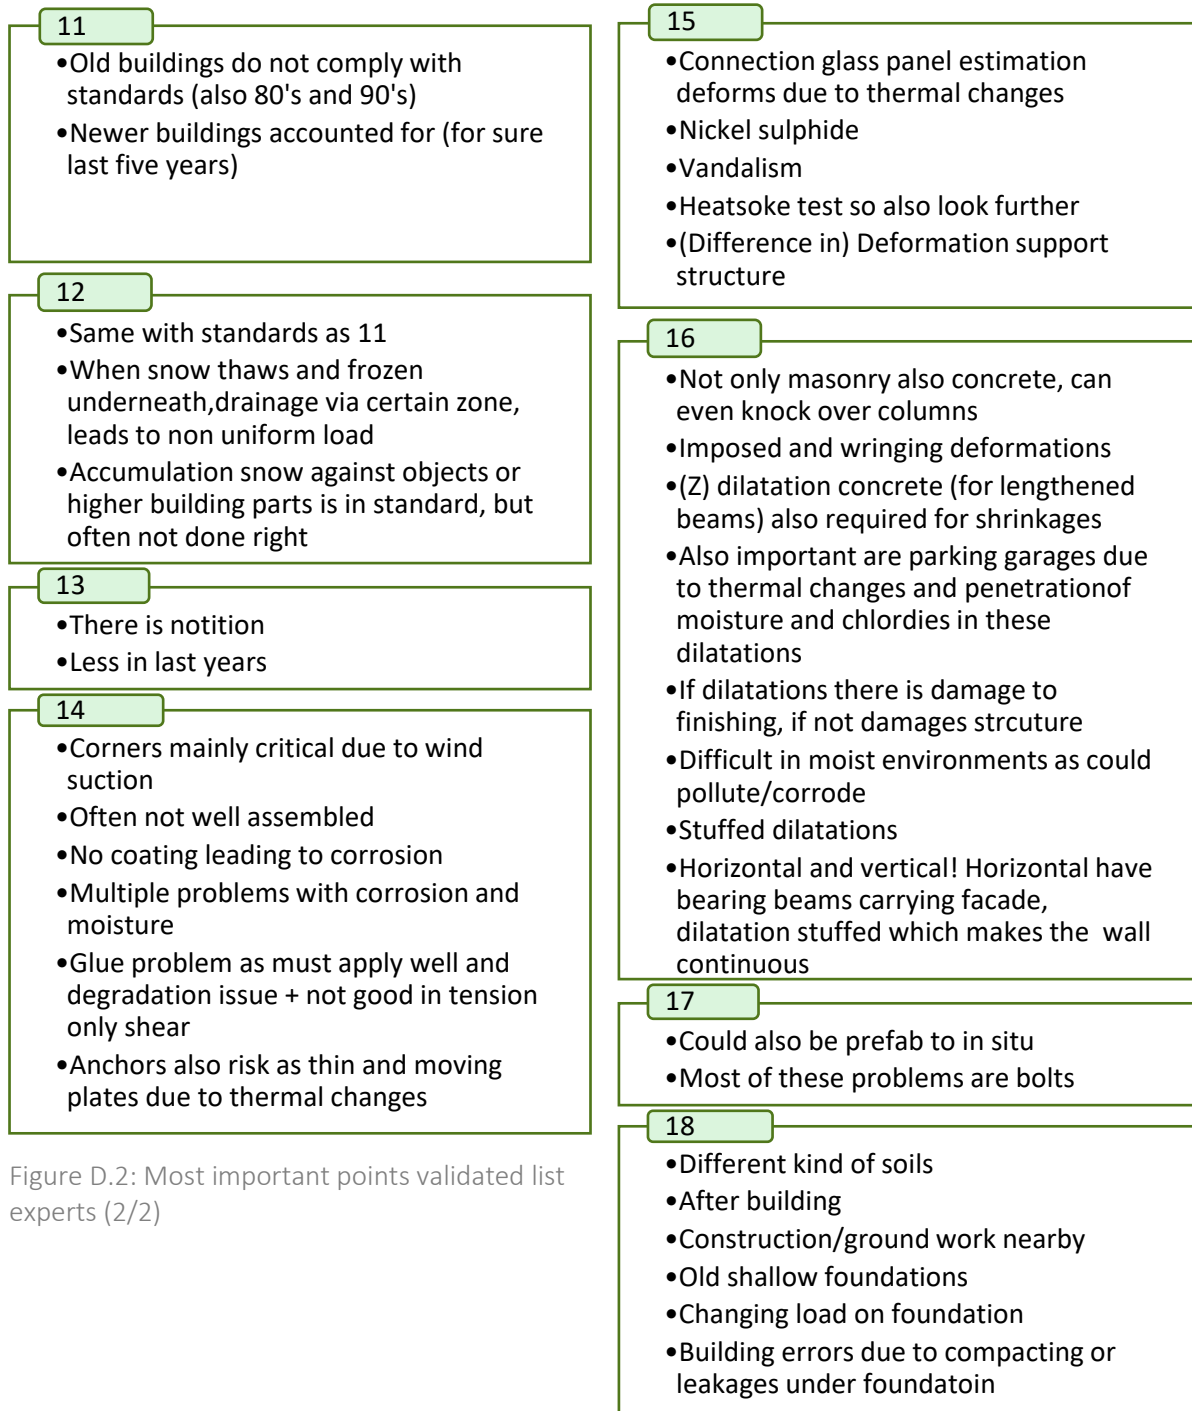 11
•Old buildings do not comply with
standards (also 80's and 90's)
•Newer buildings accounted for (for sure
last five years)
12
•Same with standards as 11
•When snow thaws and frozen
underneath,drainage via certain zone,
leads to non uniform load
•Accumulation snow against objects or
higher building parts is in standard, but
often not done right
13
•There is notition
•Less in last years
14
•Corners mainly critical due to wind
suction
•Often not well assembled
•No coating leading to corrosion
•Multiple problems with corrosion and
moisture
•Glue problem as must apply well and
degradation issue + not good in tension
only shear
•Anchors also risk as thin and moving
plates due to thermal changes
Figure D.2: Most important points validated list
experts (2/2)
15
•Connection glass panel estimation
deforms due to thermal changes
•Nickel sulphide
•Vandalism
•Heatsoke test so also look further
•(Difference in) Deformation support
structure
16
•Not only masonry also concrete, can
even knock over columns
•Imposed and wringing deformations
•(Z) dilatation concrete (for lengthened
beams) also required for shrinkages
•Also important are parking garages due
to thermal changes and penetrationof
moisture and chlordies in these
dilatations
•If dilatations there is damage to
finishing, if not damages strcuture
•Difficult in moist environments as could
pollute/corrode
•Stuffed dilatations
•Horizontal and vertical! Horizontal have
bearing beams carrying facade,
dilatation stuffed which makes the  wall
continuous
17
•Could also be prefab to in situ
•Most of these problems are bolts
18
•Different kind of soils
•After building
•Construction/ground work nearby
•Old shallow foundations
•Changing load on foundation
•Building errors due to compacting or
leakages under foundatoin